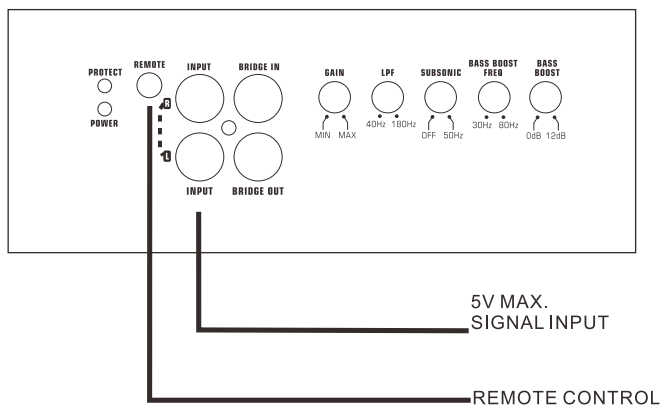 PROTECT
POWER
REMOTE
INPUT
BRIDGE IN
R
L
INPUT
BRIDGE OUT
GAIN
MIN MAX
LPF
40Hz 180Hz
SUBSONIC
OFF 50Hz
BASS BOOST
FREQ
30Hz 80Hz
BASS
BOOST
0dB 12dB
5V MAX.
SIGNAL INPUT
REMOTE CONTROL